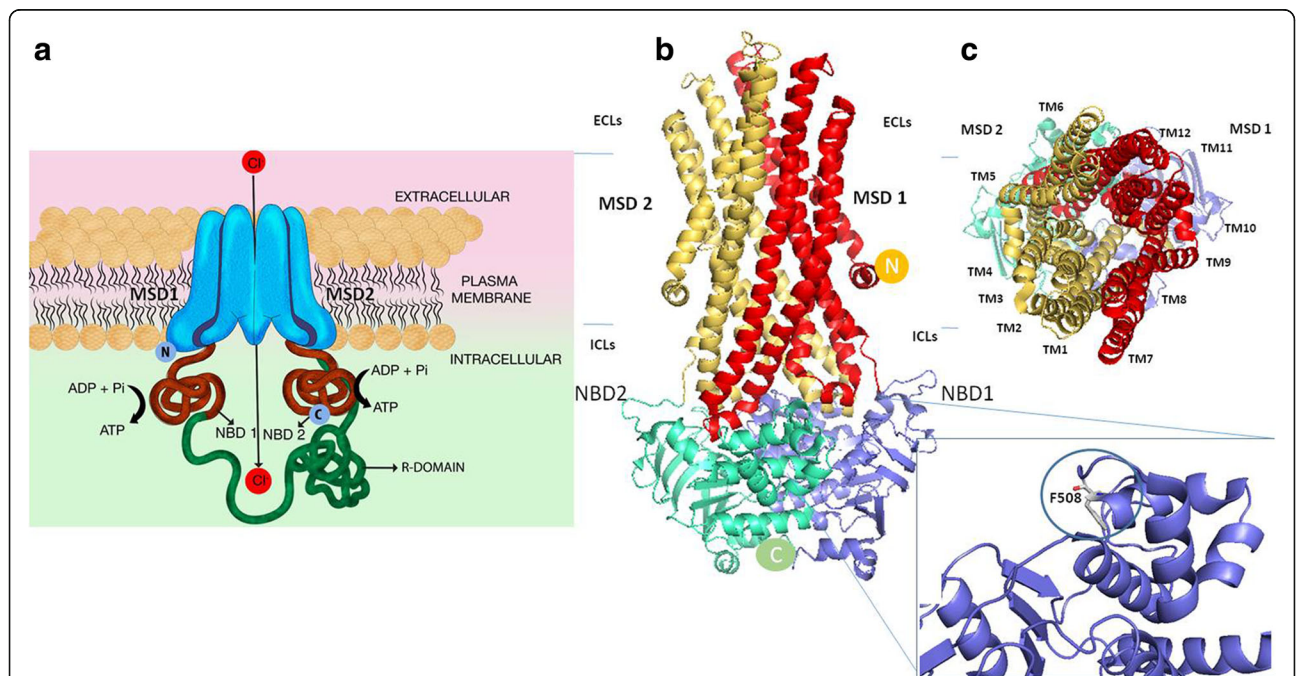 a
Cl
EXTRACELLULAR
MSD1
MSD2
PLASMA
MEMBRANE
N
INTRACELLULAR
ADP + Pi
ATP
ADP + Pi
ATP
C
NBD 1
NBD 2
R-DOMAIN
Cl
b
ECLs
ECLs
MSD 2
MSD 1
N
ICLs
ICLs
NBD2
NBD1
C
c
TM6
MSD 2
TM12
MSD 1
TM11
TM5
TM10
TM4
TM9
TM3
TM8
TM2
TM1
TM7
F508